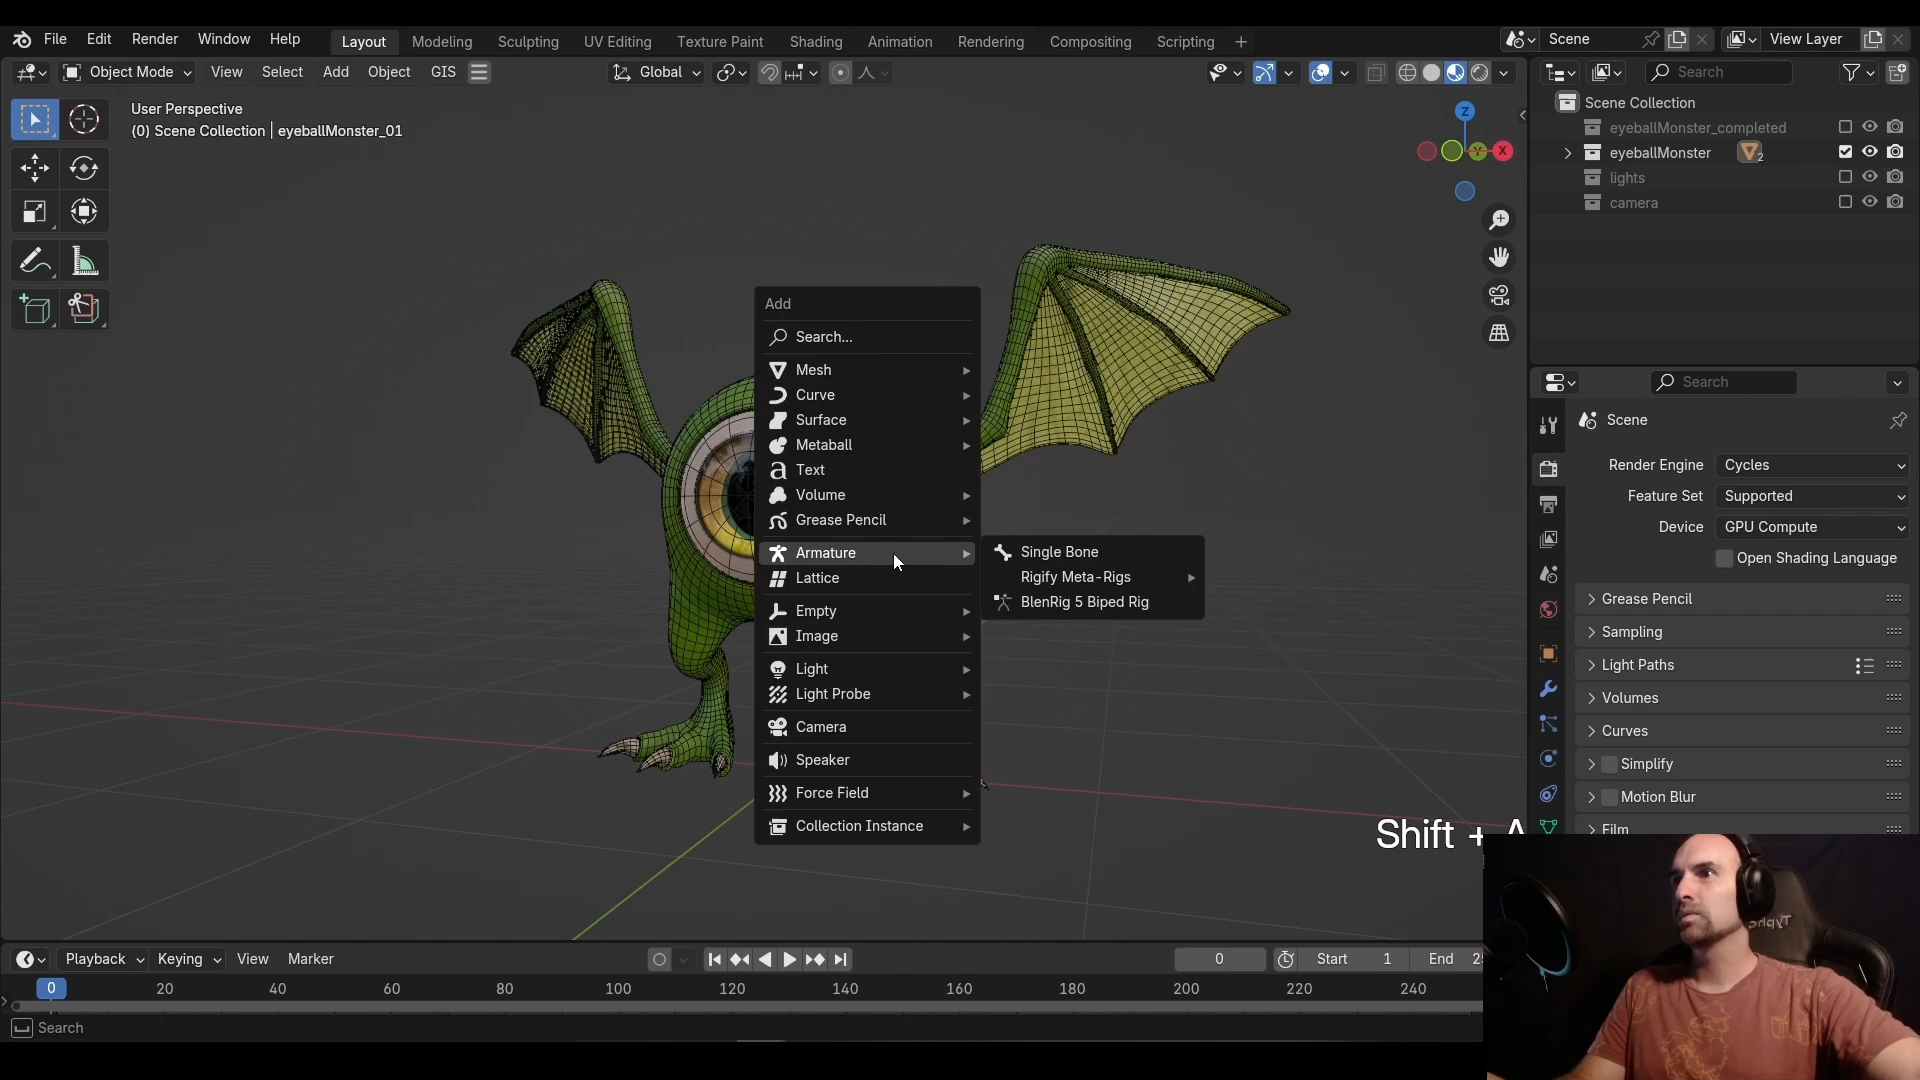 File Edit Render Window Help Layout Modeling Sculpting UV Editing Texture Paint Shading Animation Rendering Compositing Scripting Scene View Layer
Object Mode View Select Add Object GIS Global Search
User Perspective
(0) Scene Collection | eyeballMonster_01
Z
Y X
Scene Collection
eyeballMonster_completed
eyeballMonster 2
lights
camera
Add
Search...
Mesh
Curve
Surface
Metaball
Text
Volume
Grease Pencil
Armature
Lattice
Empty
Image
Light
Light Probe
Camera
Speaker
Force Field
Collection Instance
Single Bone
Rigify Meta-Rigs
BlenRig 5 Biped Rig
Search
Scene
Render Engine Cycles
Feature Set Supported
Device GPU Compute
Open Shading Language
Grease Pencil
Sampling
Light Paths
Volumes
Curves
Simplify
Motion Blur
Film
Shift + A
Playback Keying View Marker 0 Start 1 End
0 20 40 60 80 100 120 140 160 180 200 220 240
Search